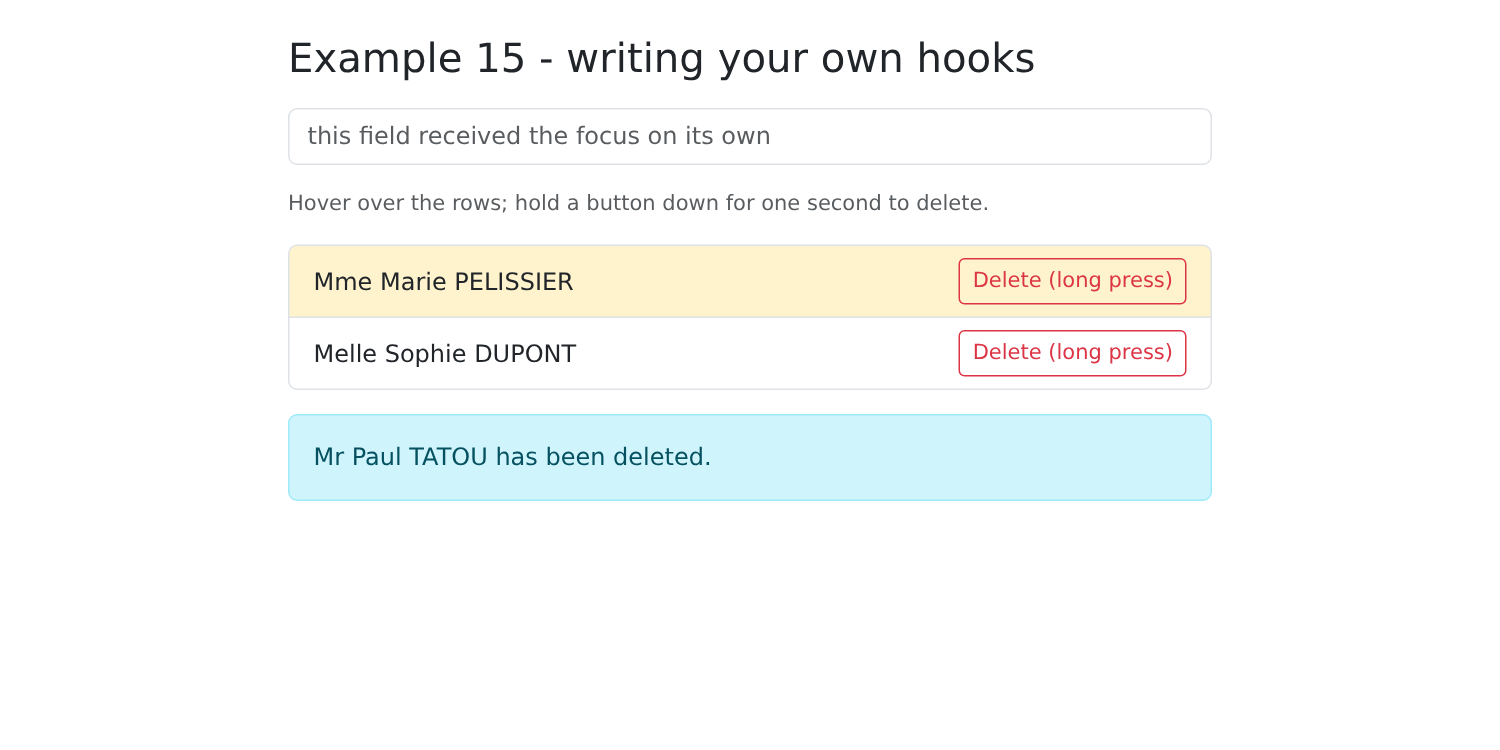 Example 15 - writing your own hooks
this field received the focus on its own
Hover over the rows; hold a button down for one second to delete.
Mme Marie PELISSIER
Delete (long press)
Melle Sophie DUPONT
Delete (long press)
Mr Paul TATOU has been deleted.